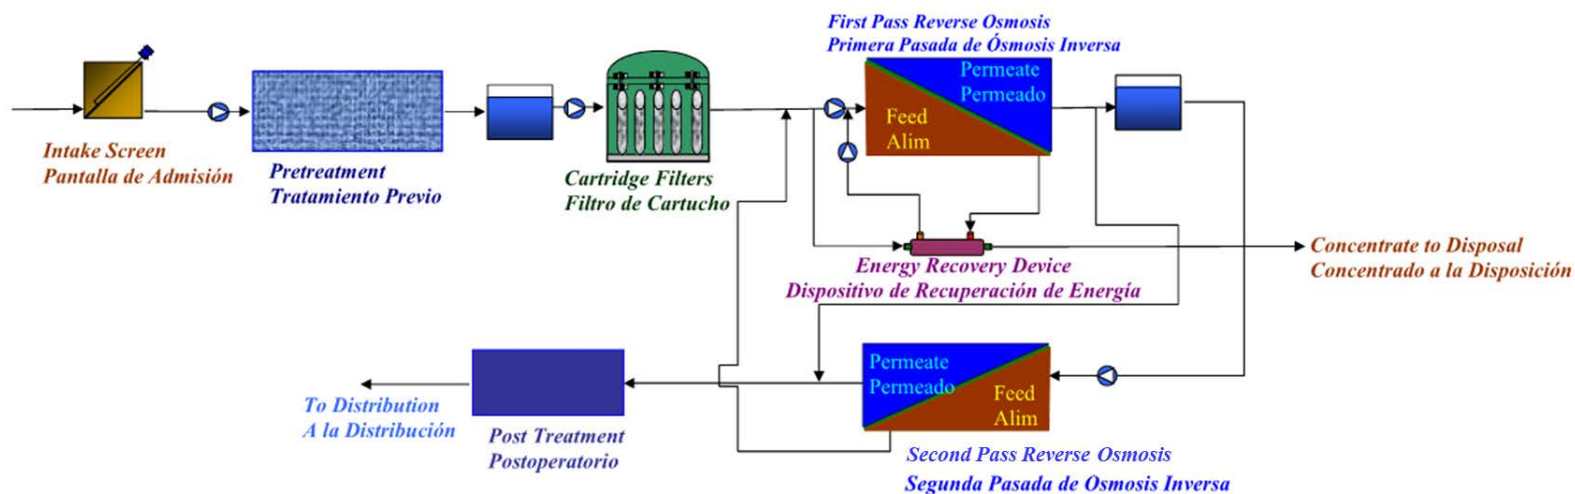 First Pass Reverse Osmosis
Primera Pasada de Ósmosis Inversa
Permeate
Permeado
Feed
Alim
Intake Screen
Pantalla de Admisión
Pretreatment
Tratamiento Previo
Cartridge Filters
Filtro de Cartucho
Energy Recovery Device
Dispositivo de Recuperación de Energía
Concentrate to Disposal
Concentrado a la Disposición
Permeate
Permeado
Feed
Alim
To Distribution
A la Distribución
Post Treatment
Postoperatorio
Second Pass Reverse Osmosis
Segunda Pasada de Osmosis Inversa